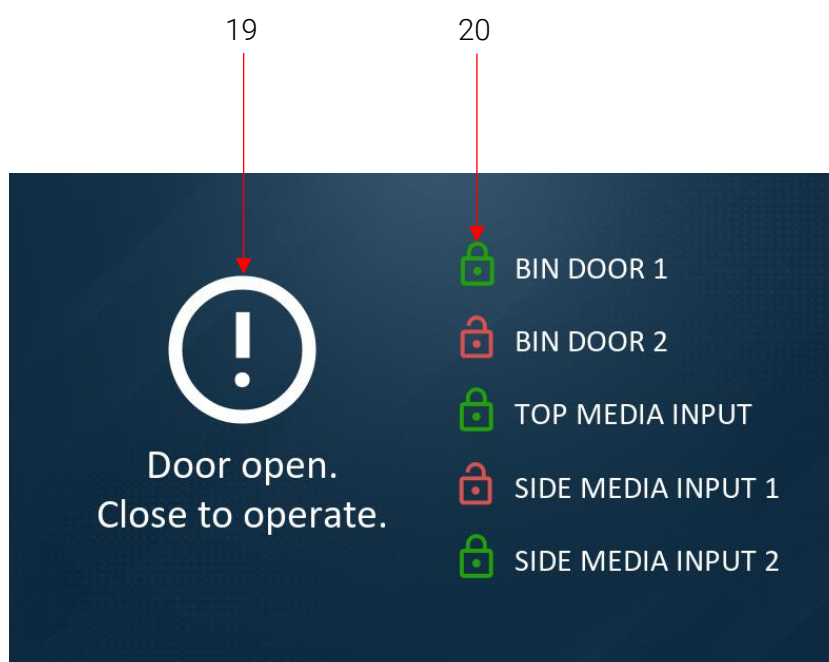 19
20
BIN DOOR 1
BIN DOOR 2
TOP MEDIA INPUT
Door open.
Close to operate.
SIDE MEDIA INPUT 1
SIDE MEDIA INPUT 2